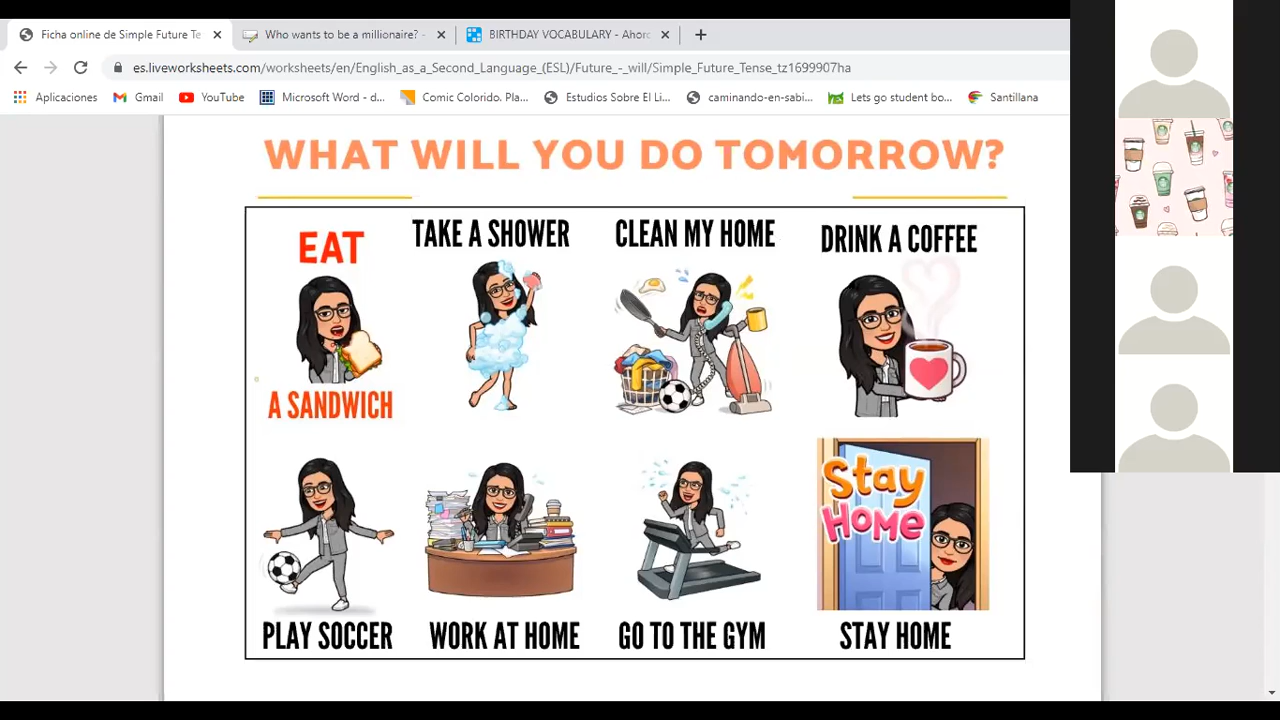 Ficha online de Simple Future Te
Who wants to be a millionaire? -
BIRTHDAY VOCABULARY - Ahorc
es.liveworksheets.com/worksheets/en/English_as_a_Second_Language_(ESL)/Future_-_will/Simple_Future_Tense_tz1699907ha
Aplicaciones
Gmail
YouTube
Microsoft Word - d...
Comic Colorido. Pla...
Estudios Sobre El Li...
caminando-en-sabi...
Lets go student bo...
Santillana
WHAT WILL YOU DO TOMORROW?
EAT
A SANDWICH
TAKE A SHOWER
CLEAN MY HOME
DRINK A COFFEE
PLAY SOCCER
WORK AT HOME
GO TO THE GYM
Stay
Home
STAY HOME